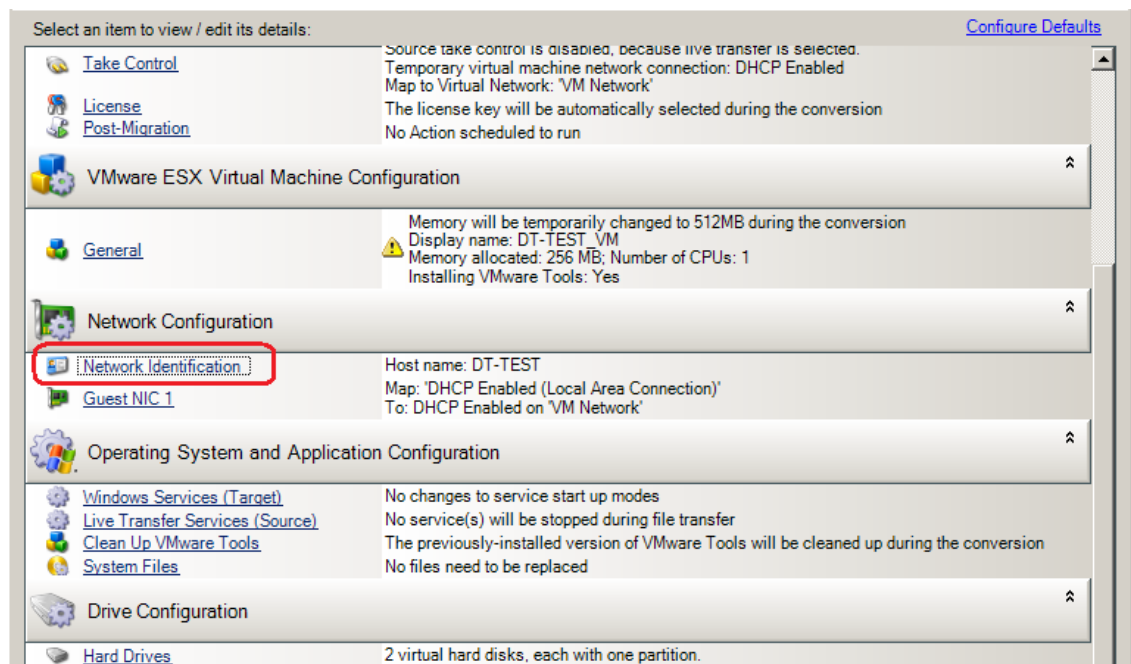 Select an item to view / edit its details:
Configure Defaults
Take Control
Source take control is disabled, because live transfer is selected.
Temporary virtual machine network connection: DHCP Enabled
Map to Virtual Network: 'VM Network'
License
The license key will be automatically selected during the conversion
Post-Migration
No Action scheduled to run
VMware ESX Virtual Machine Configuration
General
Memory will be temporarily changed to 512MB during the conversion
Display name: DT-TEST_VM
Memory allocated: 256 MB; Number of CPUs: 1
Installing VMware Tools: Yes
Network Configuration
Network Identification
Host name: DT-TEST
Guest NIC 1
Map: 'DHCP Enabled (Local Area Connection)'
To: DHCP Enabled on 'VM Network'
Operating System and Application Configuration
Windows Services (Target)
No changes to service start up modes
Live Transfer Services (Source)
No service(s) will be stopped during file transfer
Clean Up VMware Tools
The previously-installed version of VMware Tools will be cleaned up during the conversion
System Files
No files need to be replaced
Drive Configuration
Hard Drives
2 virtual hard disks, each with one partition.